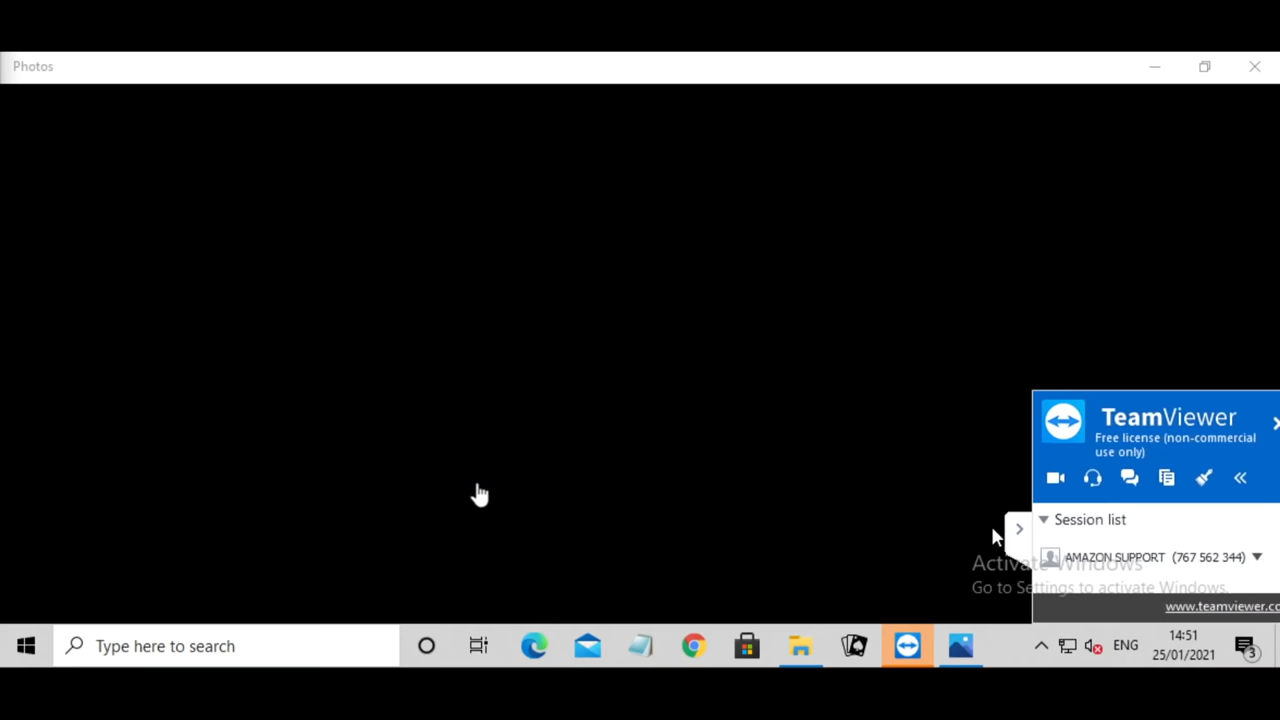 Photos
TeamViewer
Free license (non-commercial
use only)
Session list
AMAZON SUPPORT (767 562 344)
Activate Windows
Go to Settings to activate Windows.
www.teamviewer.co
Type here to search
ENG
14:51
25/01/2021
3